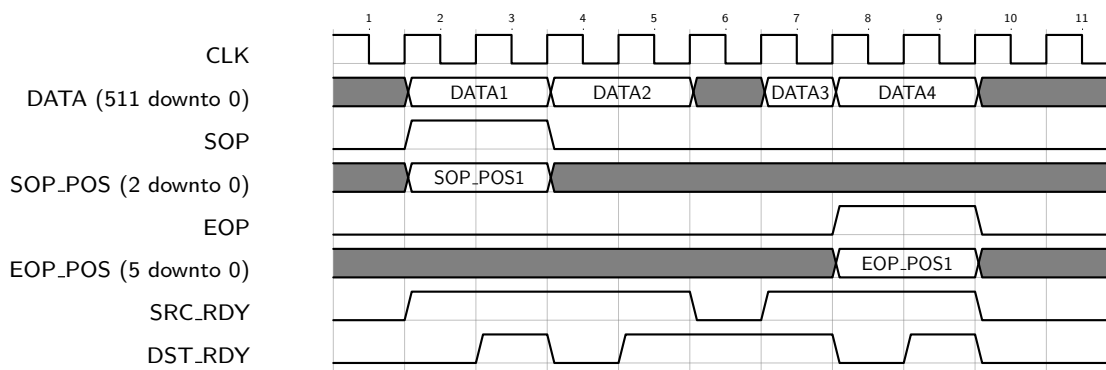 1 2 3 4 5 6 7 8 9 10 11
CLK
DATA (511 downto 0) DATA1 DATA2 DATA3 DATA4
SOP
SOP_POS (2 downto 0) SOP_POS1
EOP
EOP_POS (5 downto 0) EOP_POS1
SRC_RDY
DST_RDY